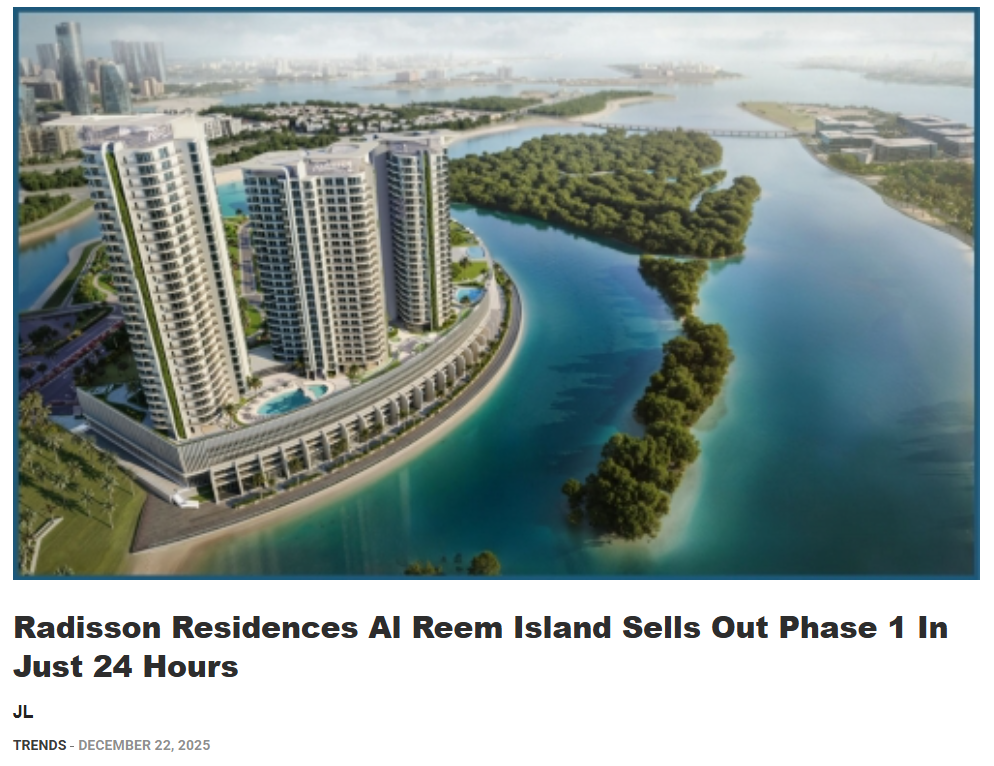 Radisson Residences Al Reem Island Sells Out Phase 1 In
Just 24 Hours
JL
TRENDS - DECEMBER 22, 2025